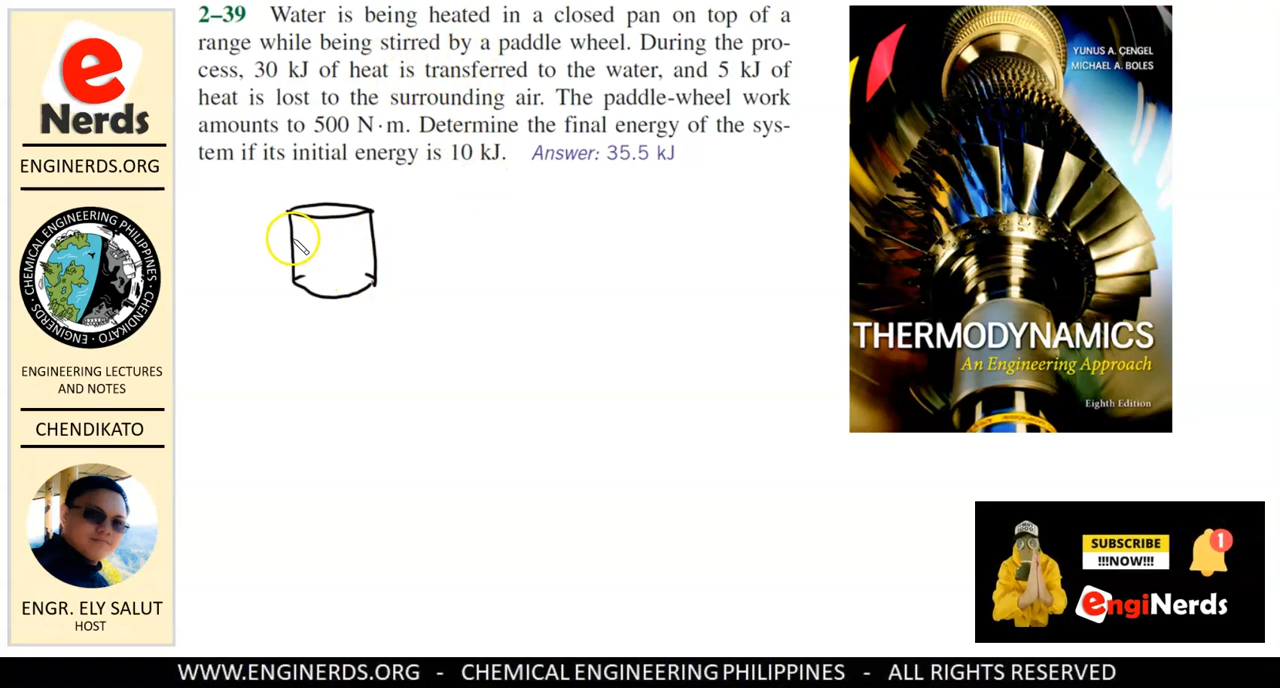 e
Nerds
ENGINERDS.ORG
CHEMICAL ENGINEERING PHILIPPINES
· CHENDIKATO · ENGINERDS ·
ENGINEERING LECTURES
AND NOTES
CHENDIKATO
ENGR. ELY SALUT
HOST
2–39 Water is being heated in a closed pan on top of a
range while being stirred by a paddle wheel. During the pro-
cess, 30 kJ of heat is transferred to the water, and 5 kJ of
heat is lost to the surrounding air. The paddle-wheel work
amounts to 500 N·m. Determine the final energy of the sys-
tem if its initial energy is 10 kJ. Answer: 35.5 kJ
YUNUS A. ÇENGEL
MICHAEL A. BOLES
THERMODYNAMICS
An Engineering Approach
Eighth Edition
SUBSCRIBE
!!!NOW!!!
1
engiNerds
WWW.ENGINERDS.ORG - CHEMICAL ENGINEERING PHILIPPINES - ALL RIGHTS RESERVED